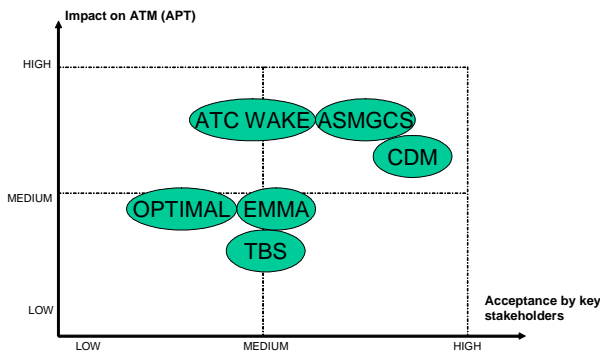 Impact on ATM (APT)
HIGH
ATC WAKE
ASMGCS
CDM
MEDIUM
OPTIMAL
EMMA
TBS
LOW
Acceptance by key
stakeholders
LOW
MEDIUM
HIGH